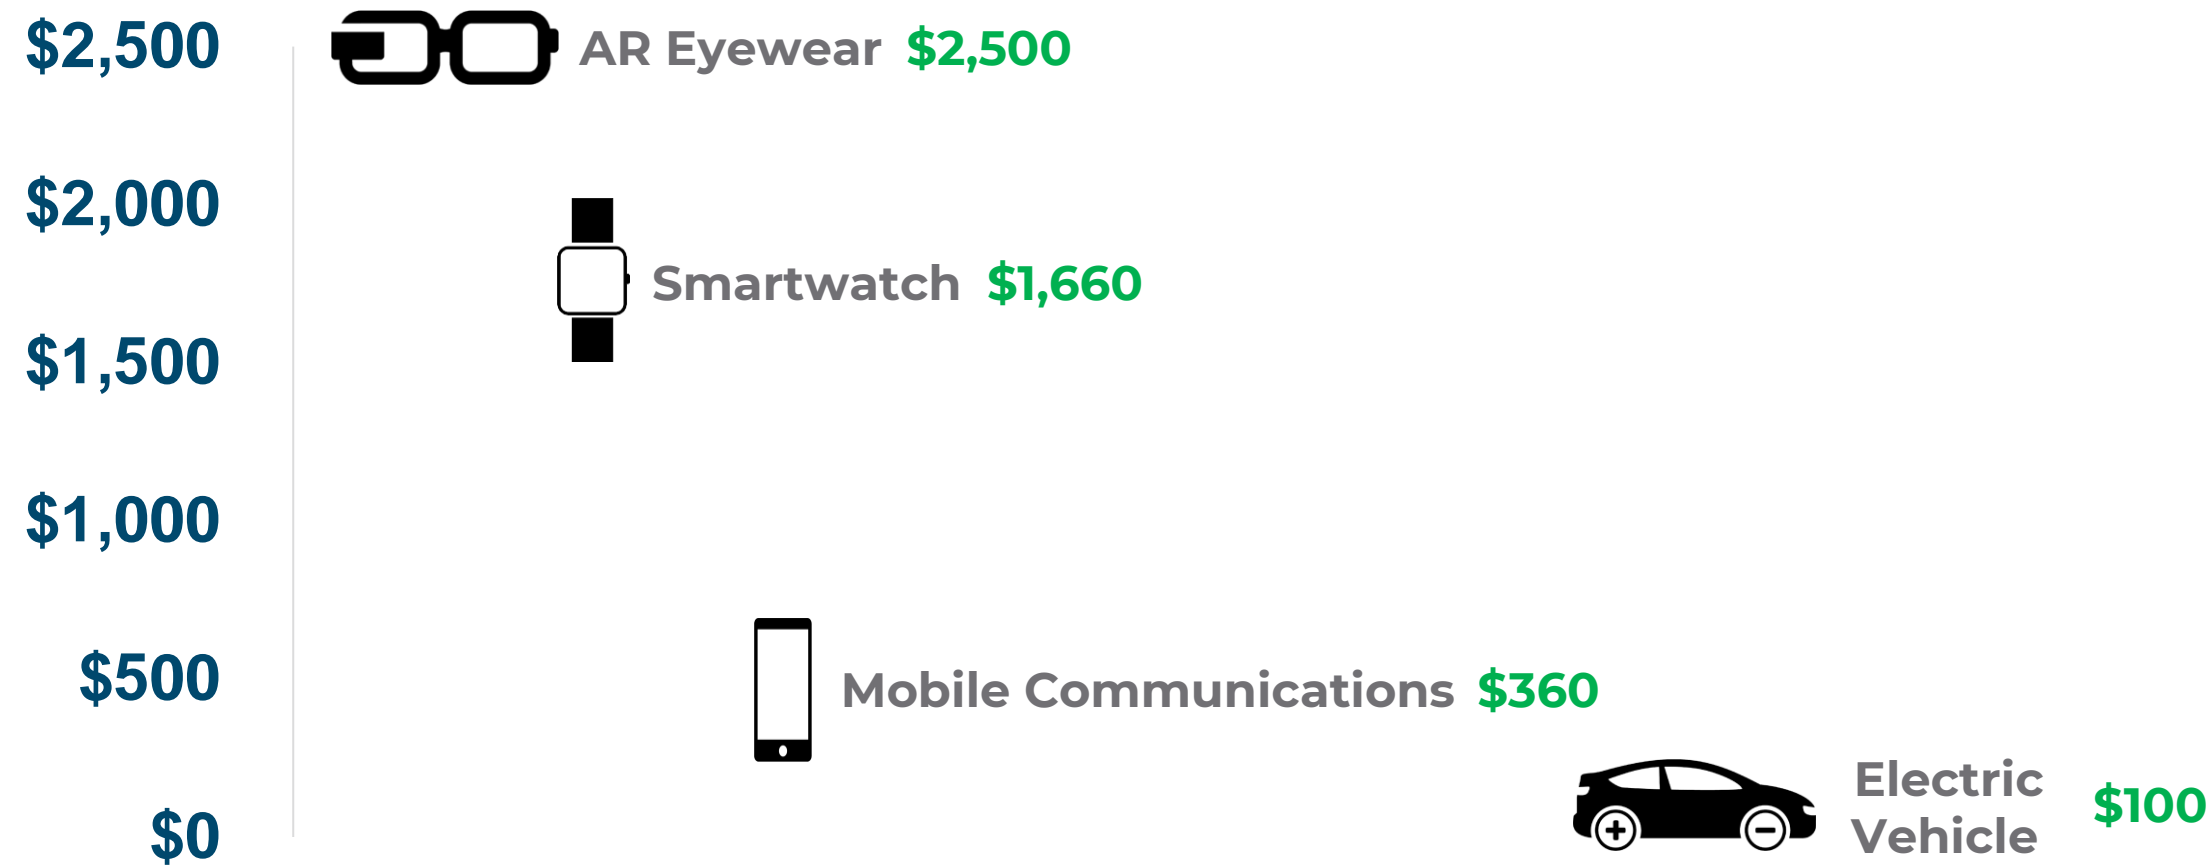 $2,500
AR Eyewear $2,500
$2,000
Smartwatch $1,660
$1,500
$1,000
$500
Mobile Communications $360
Electric
Vehicle
$100
$0